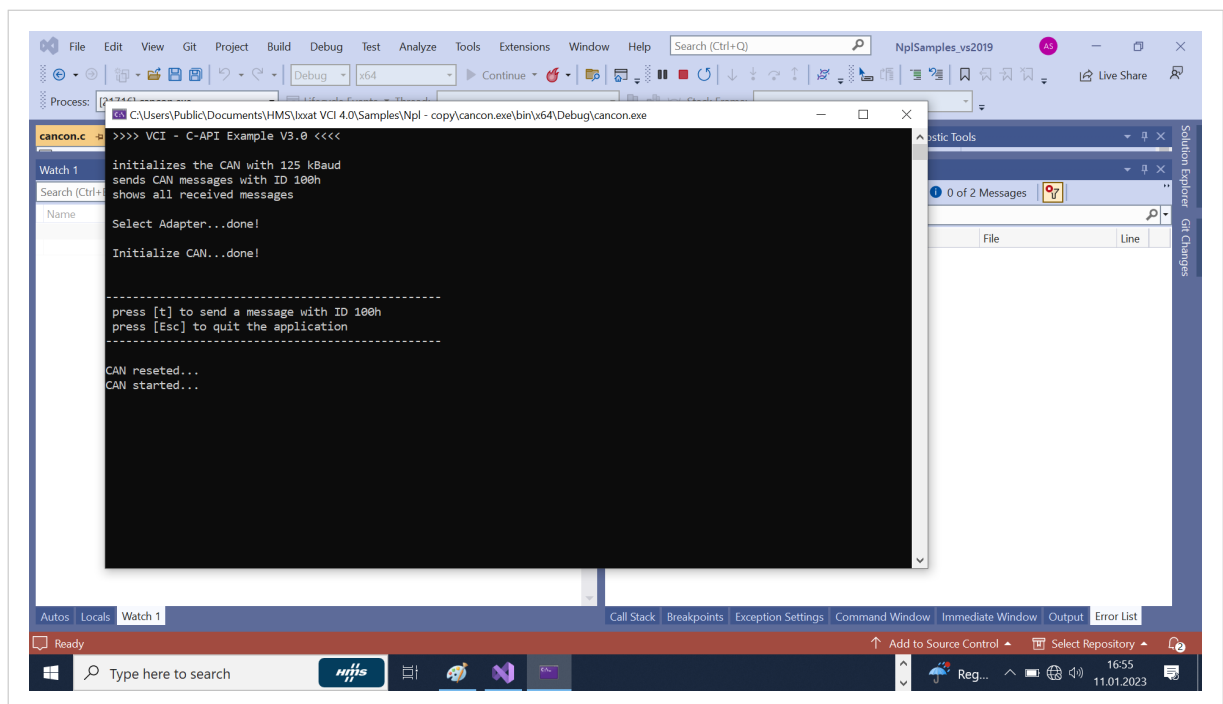 File Edit View Git Project Build Debug Test Analyze Tools Extensions Window Help Search (Ctrl+Q) NplSamples_vs2019 AS
Debug x64 Continue Live Share
Process:
C:\Users\Public\Documents\HMS\Ixxat VCI 4.0\Samples\Npl - copy\cancon.exe\bin\x64\Debug\cancon.exe
cancon.c
>>>> VCI - C-API Example V3.0 <<<<
initializes the CAN with 125 kBaud
sends CAN messages with ID 100h
shows all received messages
Select Adapter...done!
Initialize CAN...done!
--------------------------------------------------
press [t] to send a message with ID 100h
press [Esc] to quit the application
--------------------------------------------------
CAN reseted...
CAN started...
Watch 1
Search (Ctrl+
Name
ostic Tools
0 of 2 Messages
File Line
Solution Explorer
Git Changes
Autos Locals Watch 1
Call Stack Breakpoints Exception Settings Command Window Immediate Window Output Error List
Ready Add to Source Control Select Repository 2
Type here to search HMS Reg... 16:55
11.01.2023